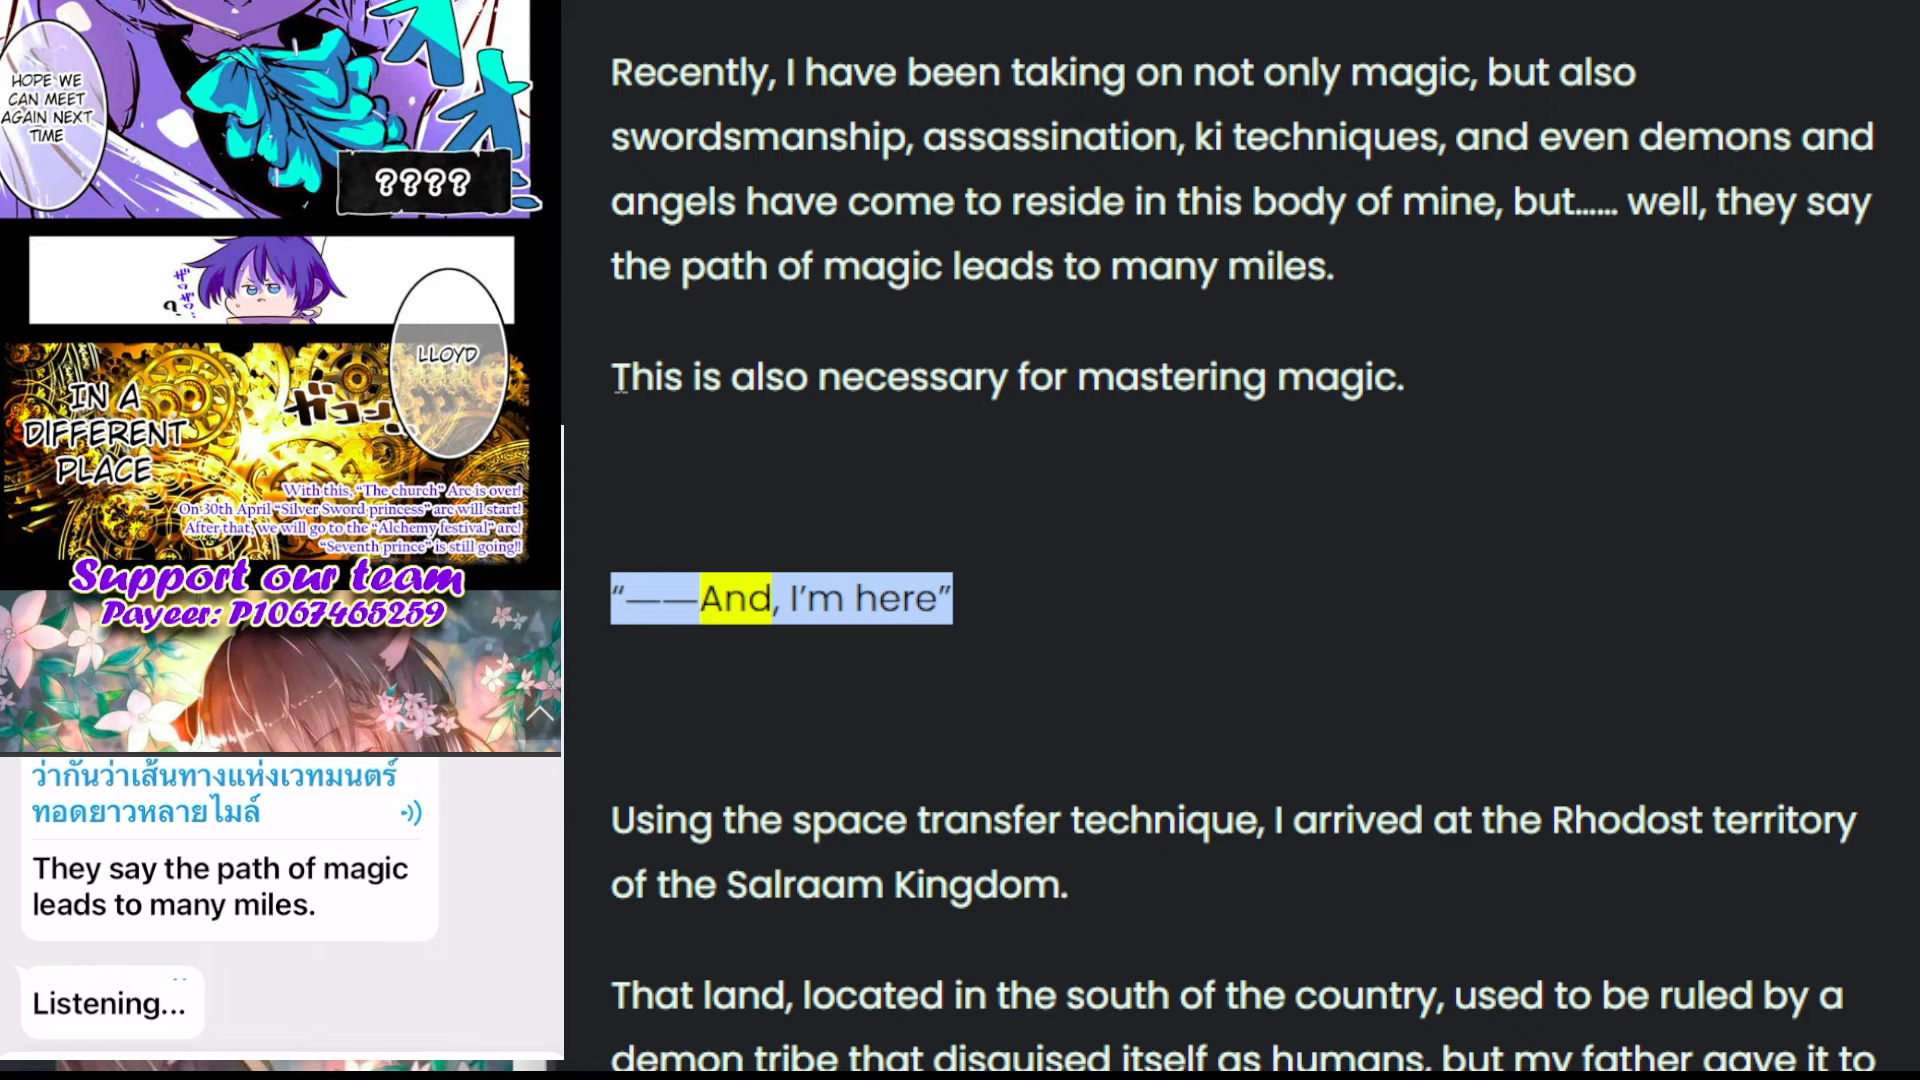 HOPE WE
CAN MEET
AGAIN NEXT
TIME
????
LLOYD
IN A
DIFFERENT
PLACE
ガコン
With this, “The church” Arc is over!
On 30th April “Silver Sword princess” arc will start!
After that, we will go to the “Alchemy festival” arc!
“Seventh prince” is still going!!
Support our team
Payeer: P1067465259
ว่ากันว่าเส้นทางแห่งเวทมนตร์
ทอดยาวหลายไมล์
They say the path of magic
leads to many miles.
Listening...
Recently, I have been taking on not only magic, but also
swordsmanship, assassination, ki techniques, and even demons and
angels have come to reside in this body of mine, but…… well, they say
the path of magic leads to many miles.
This is also necessary for mastering magic.
“――And, I’m here”
Using the space transfer technique, I arrived at the Rhodost territory
of the Salraam Kingdom.
That land, located in the south of the country, used to be ruled by a
demon tribe that disguised itself as humans, but my father gave it to